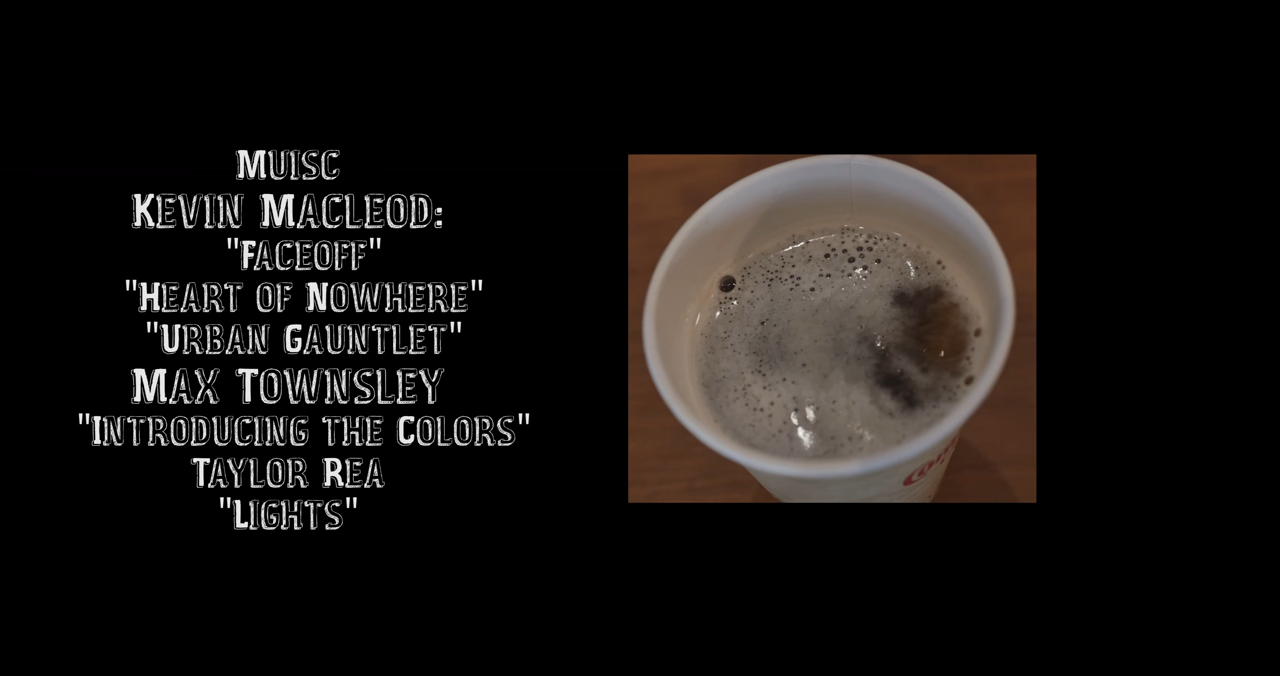 Muisc
Kevin Macleod:
"Faceoff"
"Heart of Nowhere"
"Urban Gauntlet"
Max Townsley
"Introducing the Colors"
Taylor Rea
"Lights"